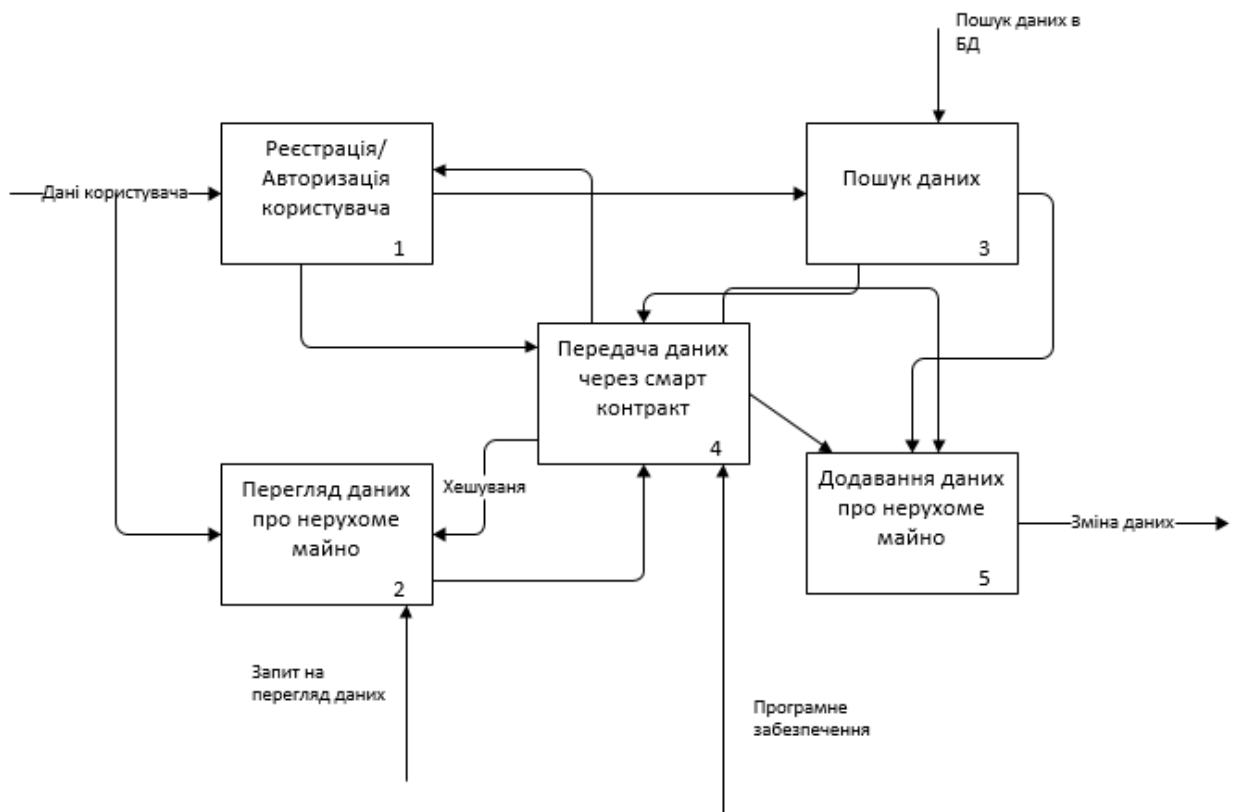 Пошук даних в
БД
Реєстрація/
Авторизація
користувача
1
Дані користувача
Пошук даних
3
Передача даних
через смарт
контракт
4
Хешуваня
Перегляд даних
про нерухоме
майно
2
Додавання даних
про нерухоме
майно
5
Зміна даних
Запит на
перегляд даних
Програмне
забезпечення